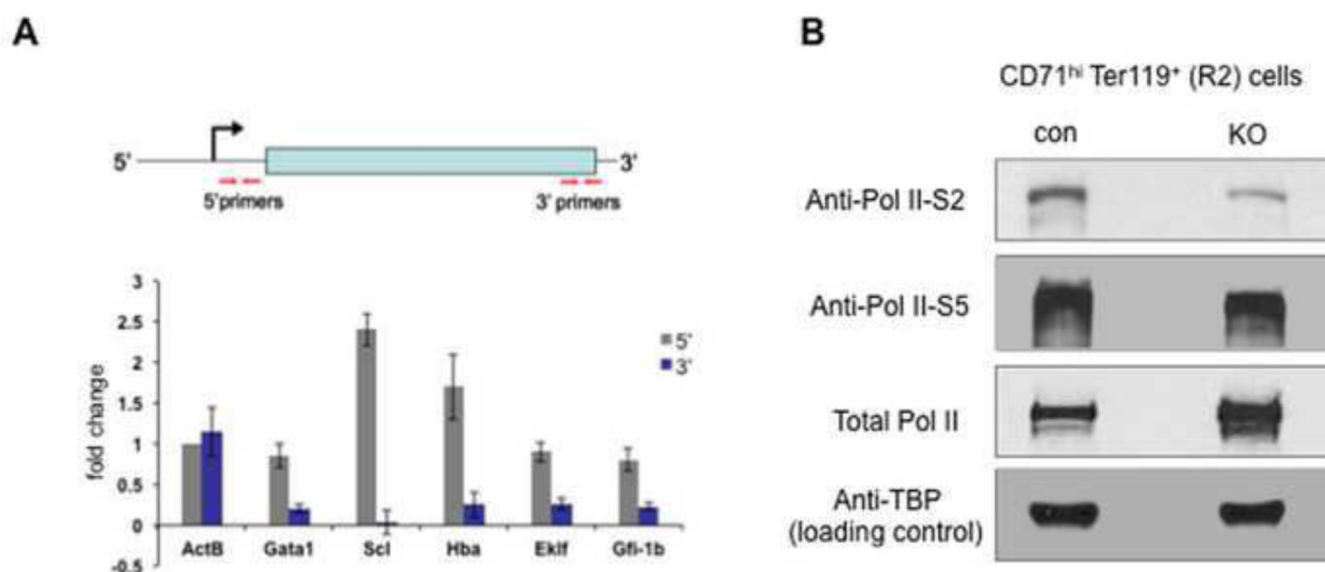 A
5' 3'
5'primers 3' primers
3
2.5
2
1.5
1
0.5
0
-0.5
fold change
5'
3'
ActB Gata1 Scl Hba Eklf Gfi-1b
B
CD71ʰⁱ Ter119⁺ (R2) cells
con KO
Anti-Pol II-S2
Anti-Pol II-S5
Total Pol II
Anti-TBP
(loading control)